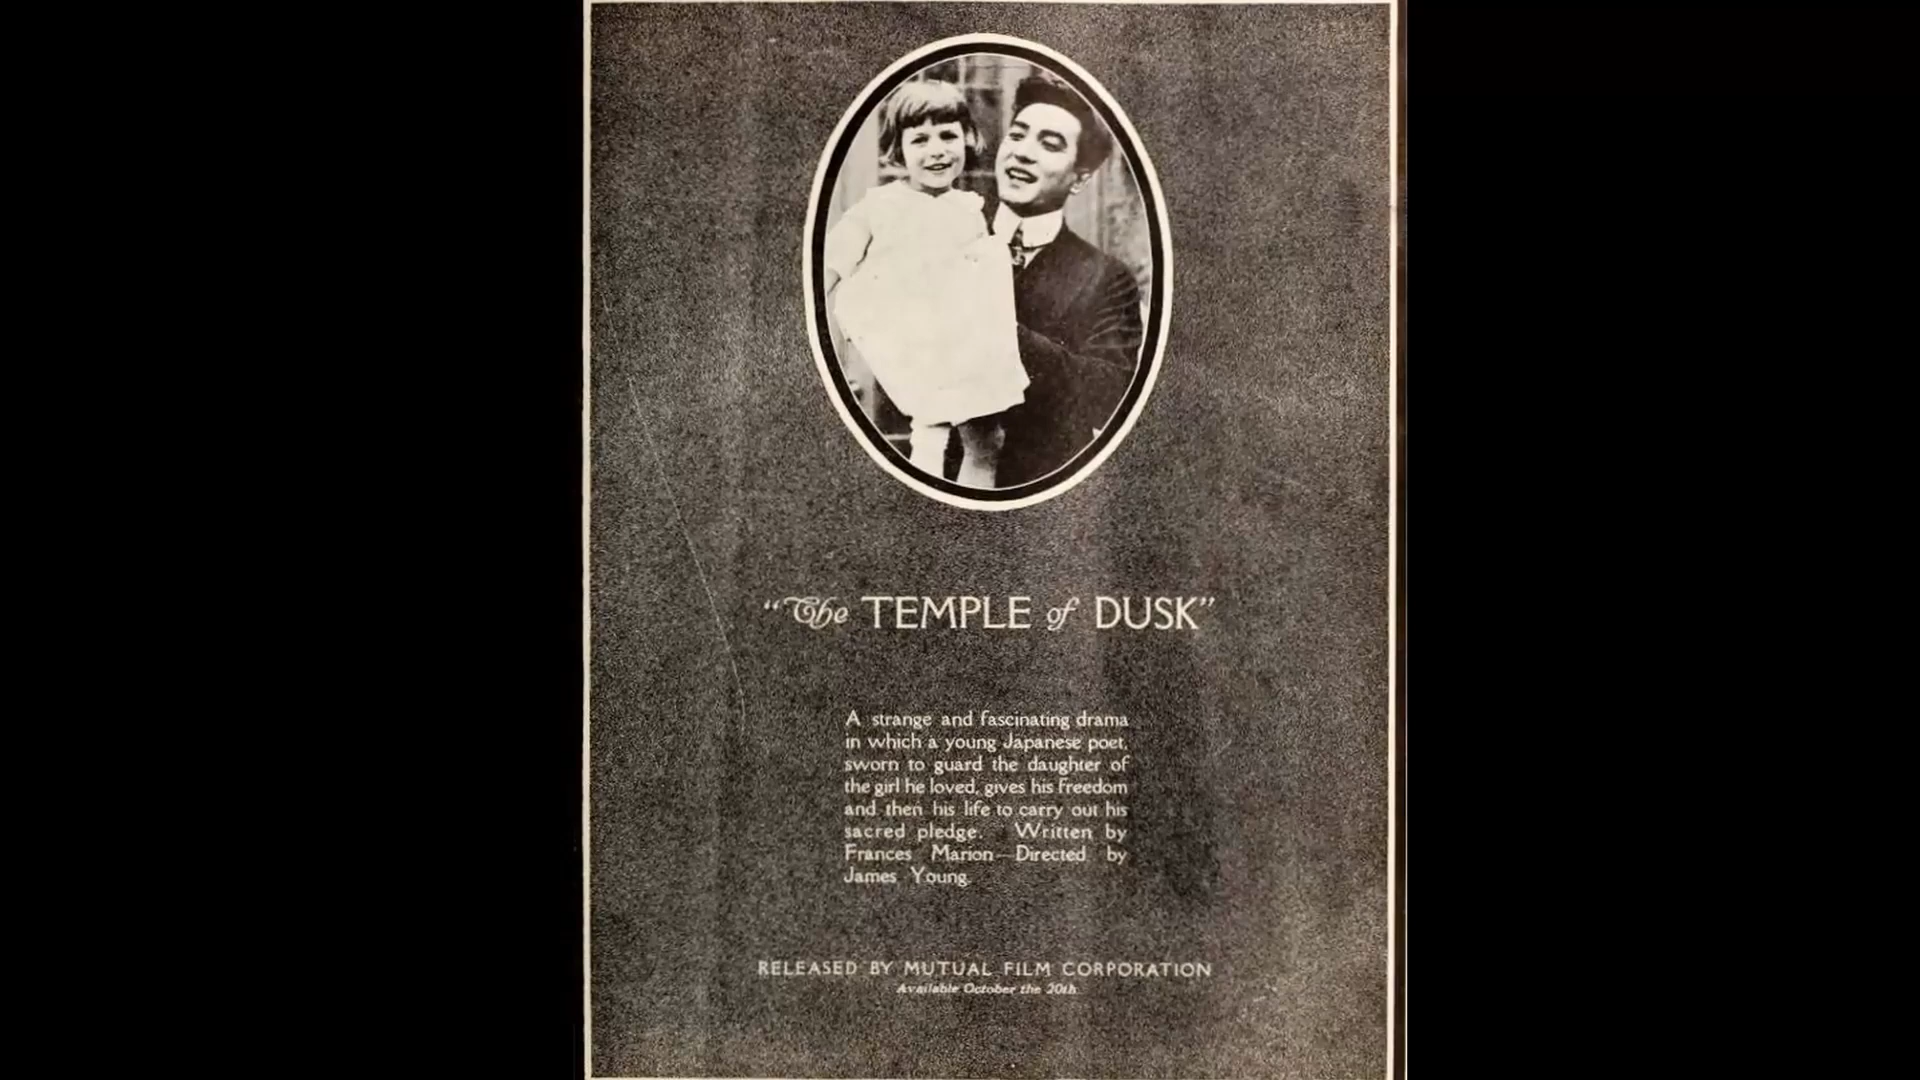 "The TEMPLE of DUSK"
A strange and fascinating drama
in which a young Japanese poet,
sworn to guard the daughter of
the girl he loved, gives his freedom
and then his life to carry out his
sacred pledge. Written by
Frances Marion—Directed by
James Young.
RELEASED BY MUTUAL FILM CORPORATION
Available October the 20th